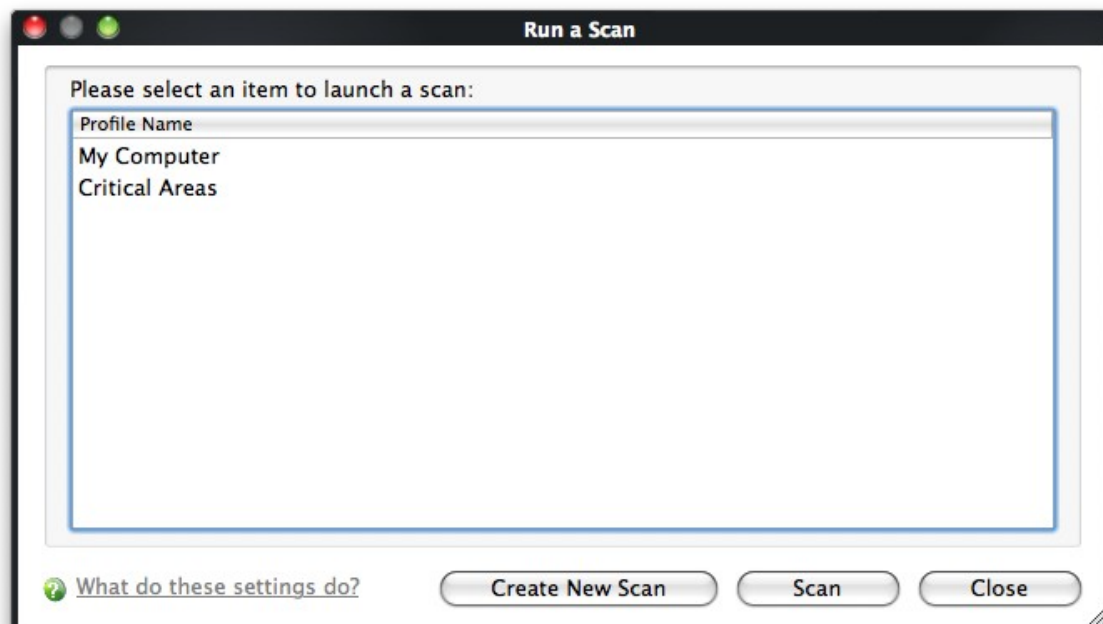 Run a Scan
Please select an item to launch a scan:
Profile Name
My Computer
Critical Areas
What do these settings do?
Create New Scan
Scan
Close